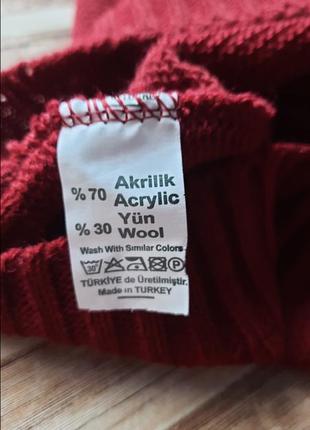 % 70 Akrilik
Acrylic
% 30 Yün
Wool
Wash With Similar Colors
30°
P
TÜRKİYE de Üretilmiştir.
Made in TURKEY